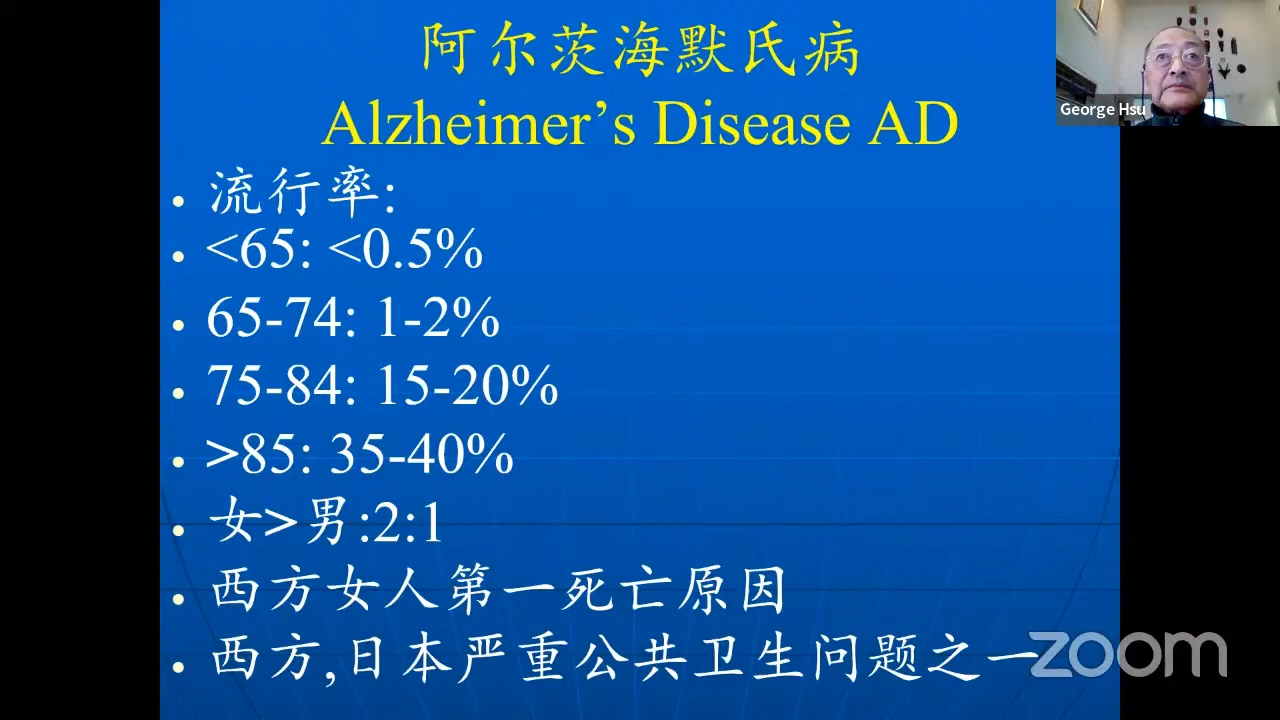 阿尔茨海默氏病
Alzheimer’s Disease AD
George Hsu
• 流行率:
• <65: <0.5%
• 65-74: 1-2%
• 75-84: 15-20%
• >85: 35-40%
• 女>男:2:1
• 西方女人第一死亡原因
• 西方,日本严重公共卫生问题之一
zoom